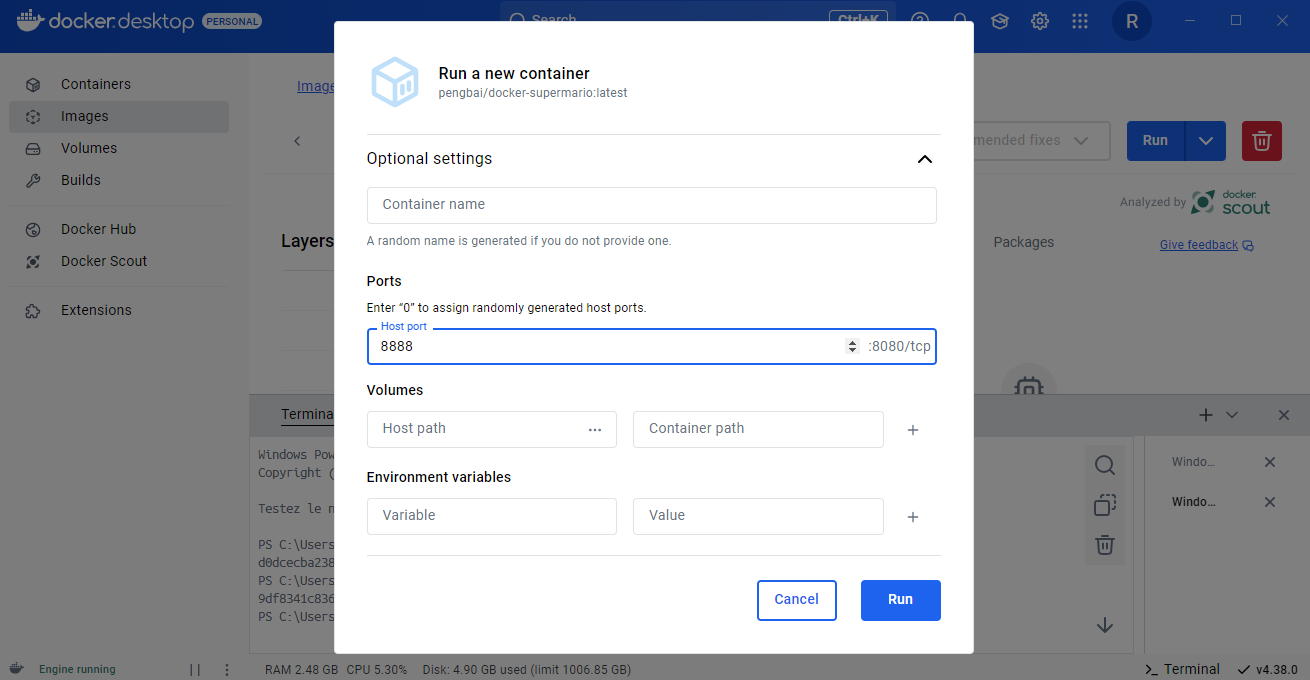 docker.desktop PERSONAL
Search Ctrl+K
R
Containers
Images
Volumes
Builds
Docker Hub
Docker Scout
Extensions
Run a new container
pengbai/docker-supermario:latest
Optional settings
Container name
A random name is generated if you do not provide one.
Ports
Enter “0” to assign randomly generated host ports.
Host port
8888 :8080/tcp
Volumes
Host path Container path
Environment variables
Variable Value
Cancel Run
fixes
Run
Analyzed by docker scout
Layers
Packages
Give feedback
Windows
Copyright (
Testez le
PS C:\Users
d0dcecba238
PS C:\Users
9df8341c836
PS C:\Users
Windo...
Windo...
Engine running
RAM 2.48 GB CPU 5.30% Disk: 4.90 GB used (limit 1006.85 GB)
Terminal v4.38.0